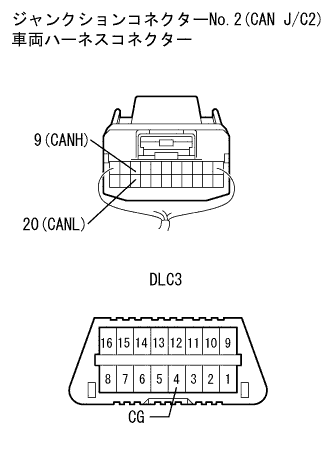 ジャンクションコネクターNo.2(CAN J/C2)
車両ハーネスコネクター
9(CANH)
20(CANL)
DLC3
16 15 14 13 12 11 10 9
8 7 6 5 4 3 2 1
CG